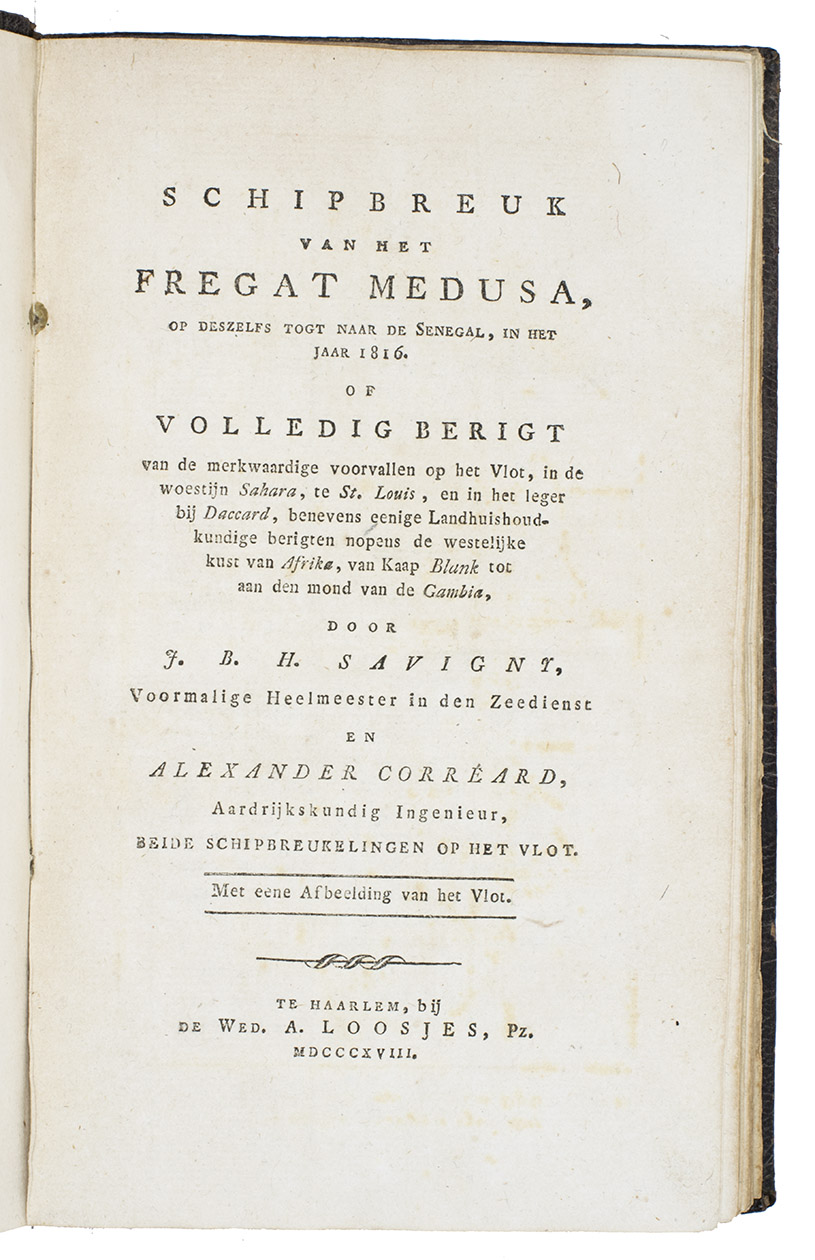 SCHIPBREUK
VAN HET
FREGAT MEDUSA,
OP DESZELFS TOGT NAAR DE SENEGAL, IN HET
JAAR 1816.
OF
VOLLEDIG BERIGT
van de merkwaardige voorvallen op het Vlot, in de
woestijn Sahara, te St. Louis, en in het leger
bij Daccard, benevens eenige Landhuishoud-
kundige berigten nopens de westelijke
kust van Afrika, van Kaap Blank tot
aan den mond van de Gambia,
DOOR
J. B. H. SAVIGNY,
Voormalige Heelmeester in den Zeedienst
EN
ALEXANDER CORRÉARD,
Aardrijkskundig Ingenieur,
BEIDE SCHIPBREUKELINGEN OP HET VLOT.
Met eene Afbeelding van het Vlot.
TE HAARLEM, bij
DE WED. A. LOOSJES, Pz.
MDCCCXVIII.